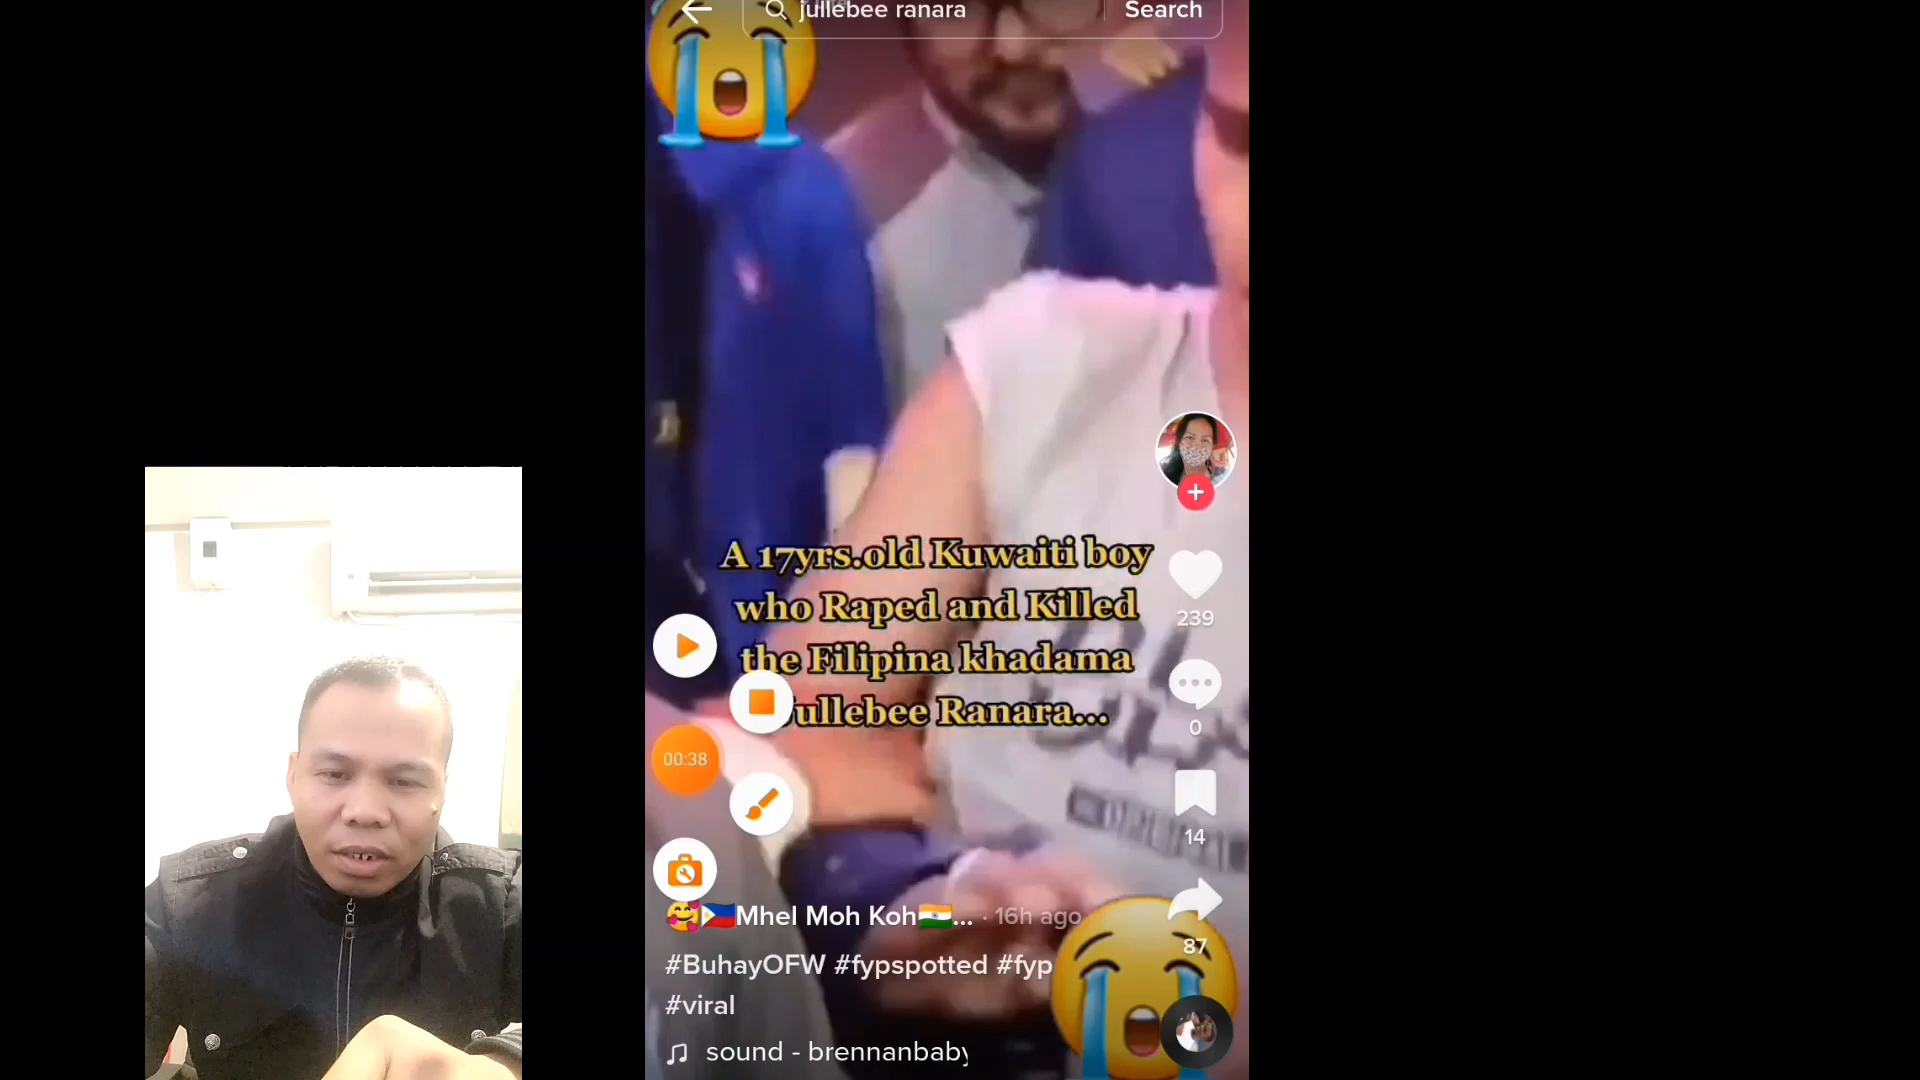 jullebee ranara
Search
A 17yrs.old Kuwaiti boy
who Raped and Killed
the Filipina khadama
Jullebee Ranara...
239
0
14
87
00:38
Mhel Moh Koh... · 16h ago
#BuhayOFW #fypspotted #fyp
#viral
sound - brennanbaby